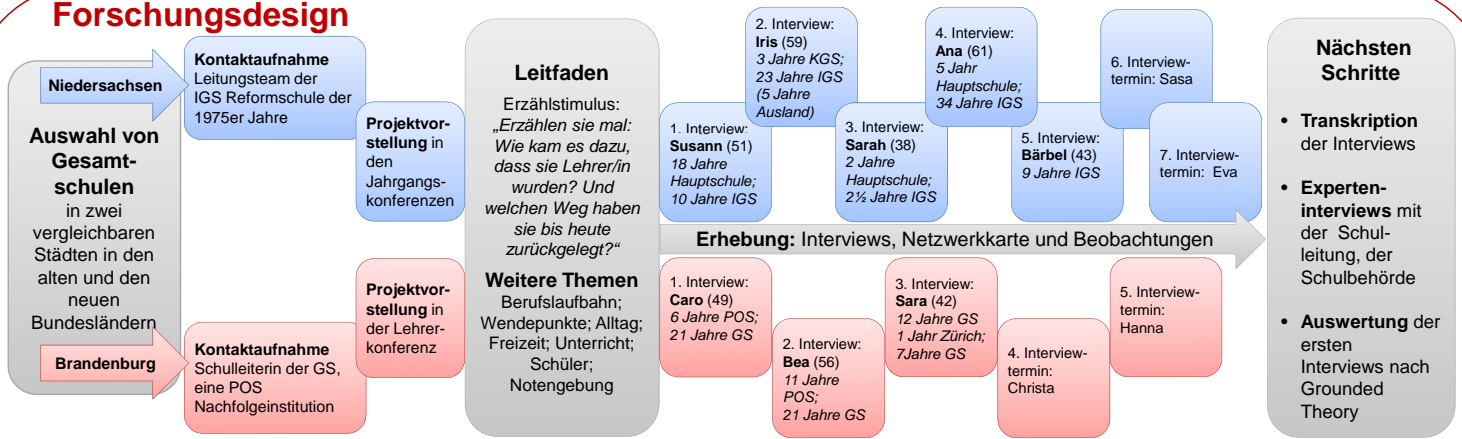 Forschungsdesign
Niedersachsen
Auswahl von
Gesamt-
schulen
in zwei
vergleichbaren
Städten in den
alten und den
neuen
Bundesländern
Brandenburg
Kontaktaufnahme
Leitungsteam der
IGS Reformschule der
1975er Jahre
Projektvor-
stellung in
den
Jahrgangs-
konferenzen
Kontaktaufnahme
Schulleiterin der GS,
eine POS
Nachfolgeinstitution
Projektvor-
stellung in
der Lehrer-
konferenz
Leitfaden
Erzählstimulus:
„Erzählen sie mal:
Wie kam es dazu,
dass sie Lehrer/in
wurden? Und
welchen Weg haben
sie bis heute
zurückgelegt?“
Weitere Themen
Berufslaufbahn;
Wendepunkte; Alltag;
Freizeit; Unterricht;
Schüler;
Notengebung
1. Interview:
Susann (51)
18 Jahre
Hauptschule;
10 Jahre IGS
2. Interview:
Iris (59)
3 Jahre KGS;
23 Jahre IGS
(5 Jahre
Ausland)
3. Interview:
Sarah (38)
2 Jahre
Hauptschule;
2½ Jahre IGS
4. Interview:
Ana (61)
5 Jahr
Hauptschule;
34 Jahre IGS
5. Interview:
Bärbel (43)
9 Jahre IGS
6. Interview-
termin: Sasa
7. Interview-
termin: Eva
Erhebung: Interviews, Netzwerkkarte und Beobachtungen
1. Interview:
Caro (49)
6 Jahre POS;
21 Jahre GS
2. Interview:
Bea (56)
11 Jahre
POS;
21 Jahre GS
3. Interview:
Sara (42)
12 Jahre GS
1 Jahr Zürich;
7Jahre GS
4. Interview-
termin:
Christa
5. Interview-
termin:
Hanna
Nächsten
Schritte
• Transkription
der Interviews
• Experten-
interviews mit
der Schul-
leitung, der
Schulbehörde
• Auswertung der
ersten
Interviews nach
Grounded
Theory